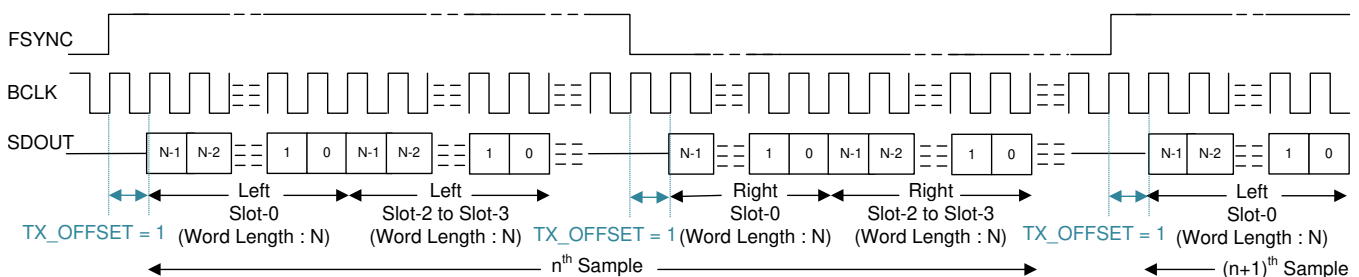 FSYNC
BCLK
SDOUT
N-1 N-2 1 0 N-1 N-2 1 0 N-1 1 0 N-1 N-2 1 0 N-1 N-2 1 0
Left
Slot-0
(Word Length : N)
Left
Slot-2 to Slot-3
(Word Length : N)
Right
Slot-0
(Word Length : N)
Right
Slot-2 to Slot-3
(Word Length : N)
Left
Slot-0
(Word Length : N)
TX_OFFSET = 1
TX_OFFSET = 1
TX_OFFSET = 1
nth Sample
(n+1)th Sample